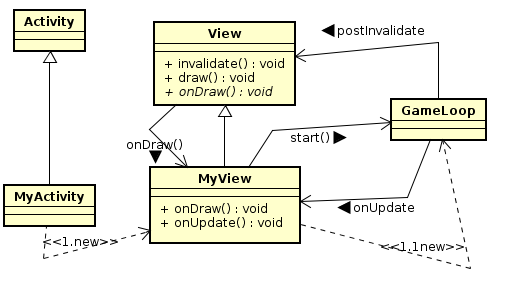 Activity
View
+ invalidate() : void
+ draw() : void
+ onDraw() : void
postInvalidate
GameLoop
onDraw()
start()
MyView
+ onDraw() : void
+ onUpdate() : void
MyActivity
onUpdate
<<1.new>>
<<1.1new>>